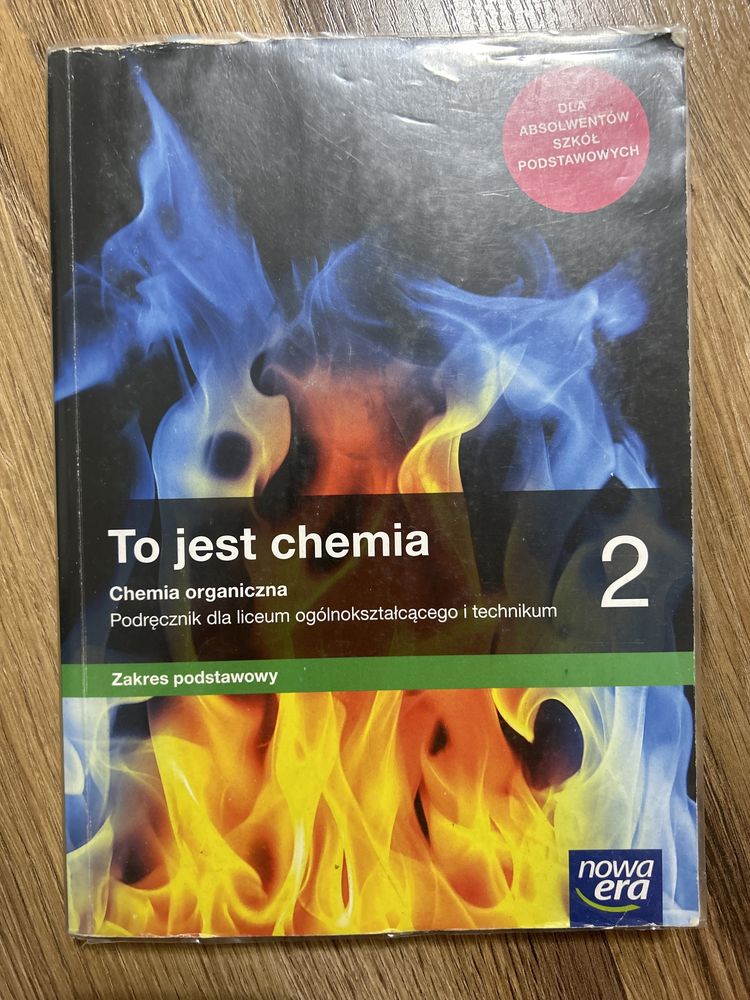 DLA
ABSOLWENTÓW
SZKÓŁ
PODSTAWOWYCH
To jest chemia
2
Chemia organiczna
Podręcznik dla liceum ogólnokształcącego i technikum
Zakres podstawowy
nowa
era